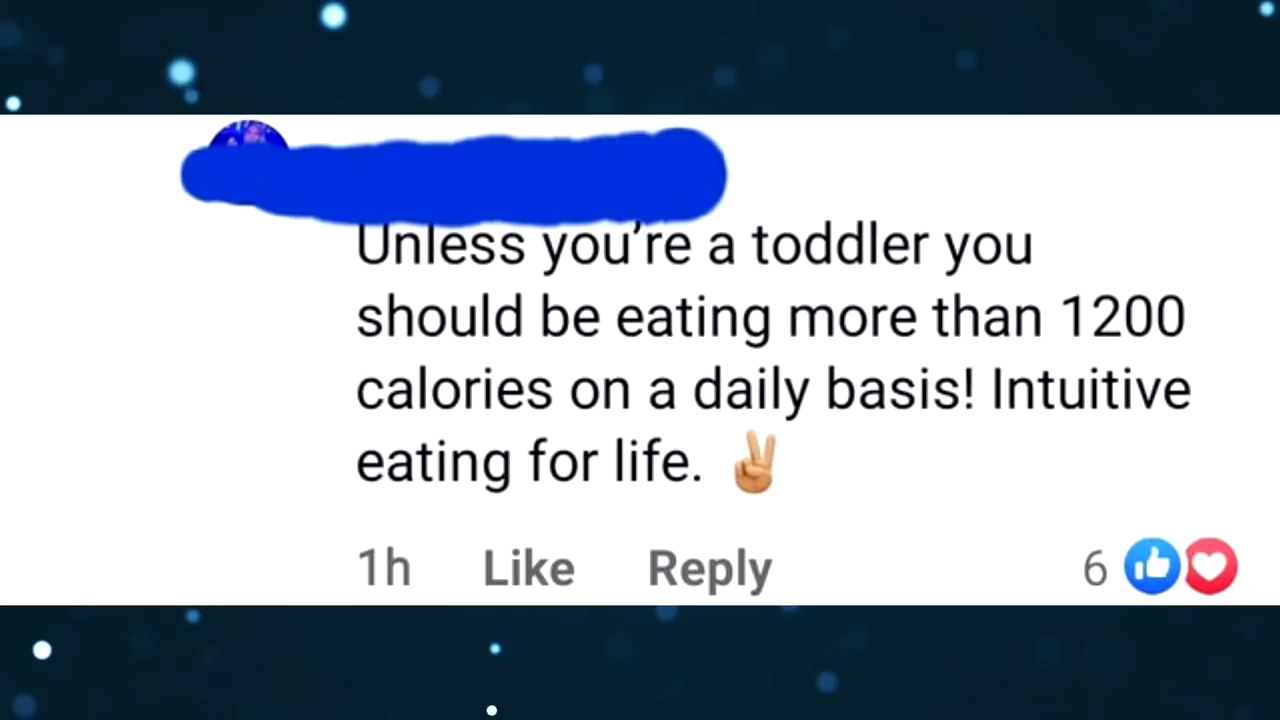 Unless you’re a toddler you
should be eating more than 1200
calories on a daily basis! Intuitive
eating for life. ✌🏼
1h Like Reply 6